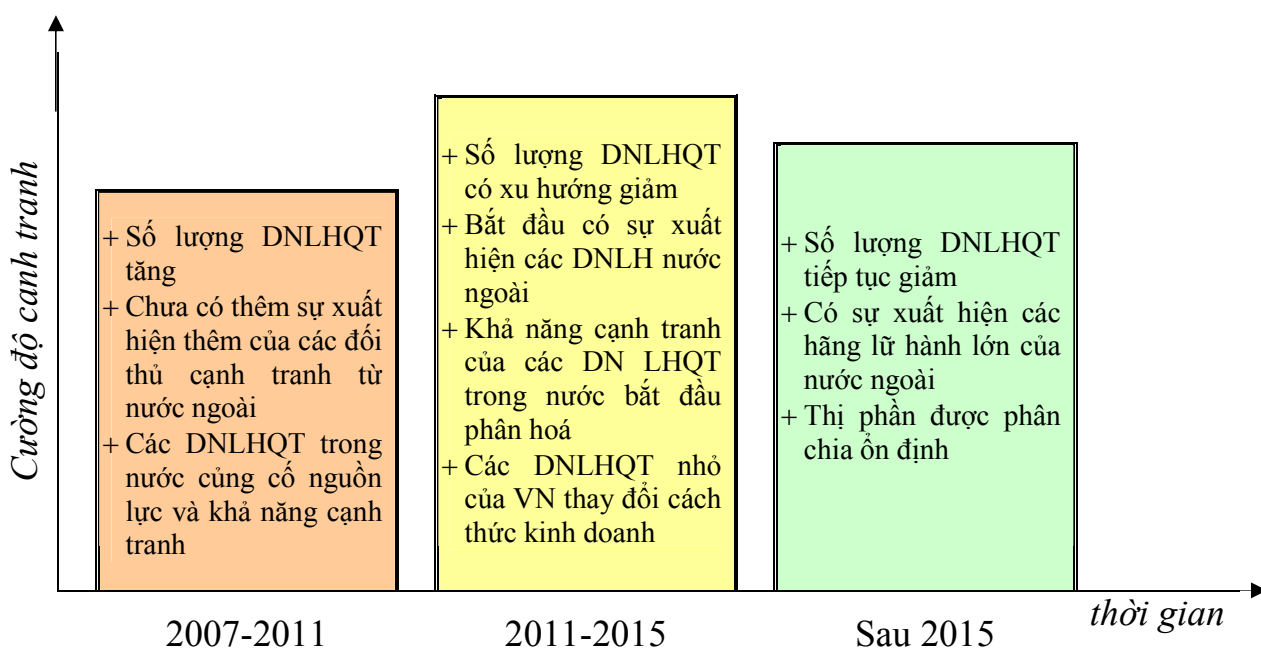 Cường độ canh tranh
+ Số lượng DNLHQT
tăng
+ Chưa có thêm sự xuất
hiện thêm của các đối
thủ cạnh tranh từ
nước ngoài
+ Các DNLHQT trong
nước củng cố nguồn
lực và khả năng cạnh
tranh
+ Số lượng DNLHQT
có xu hướng giảm
+ Bắt đầu có sự xuất
hiện các DNLH nước
ngoài
+ Khả năng cạnh tranh
của các DN LHQT
trong nước bắt đầu
phân hoá
+ Các DNLHQT nhỏ
của VN thay đổi cách
thức kinh doanh
+ Số lượng DNLHQT
tiếp tục giảm
+ Có sự xuất hiện các
hãng lữ hành lớn của
nước ngoài
+ Thị phần được phân
chia ổn định
2007-2011
2011-2015
Sau 2015
thời gian